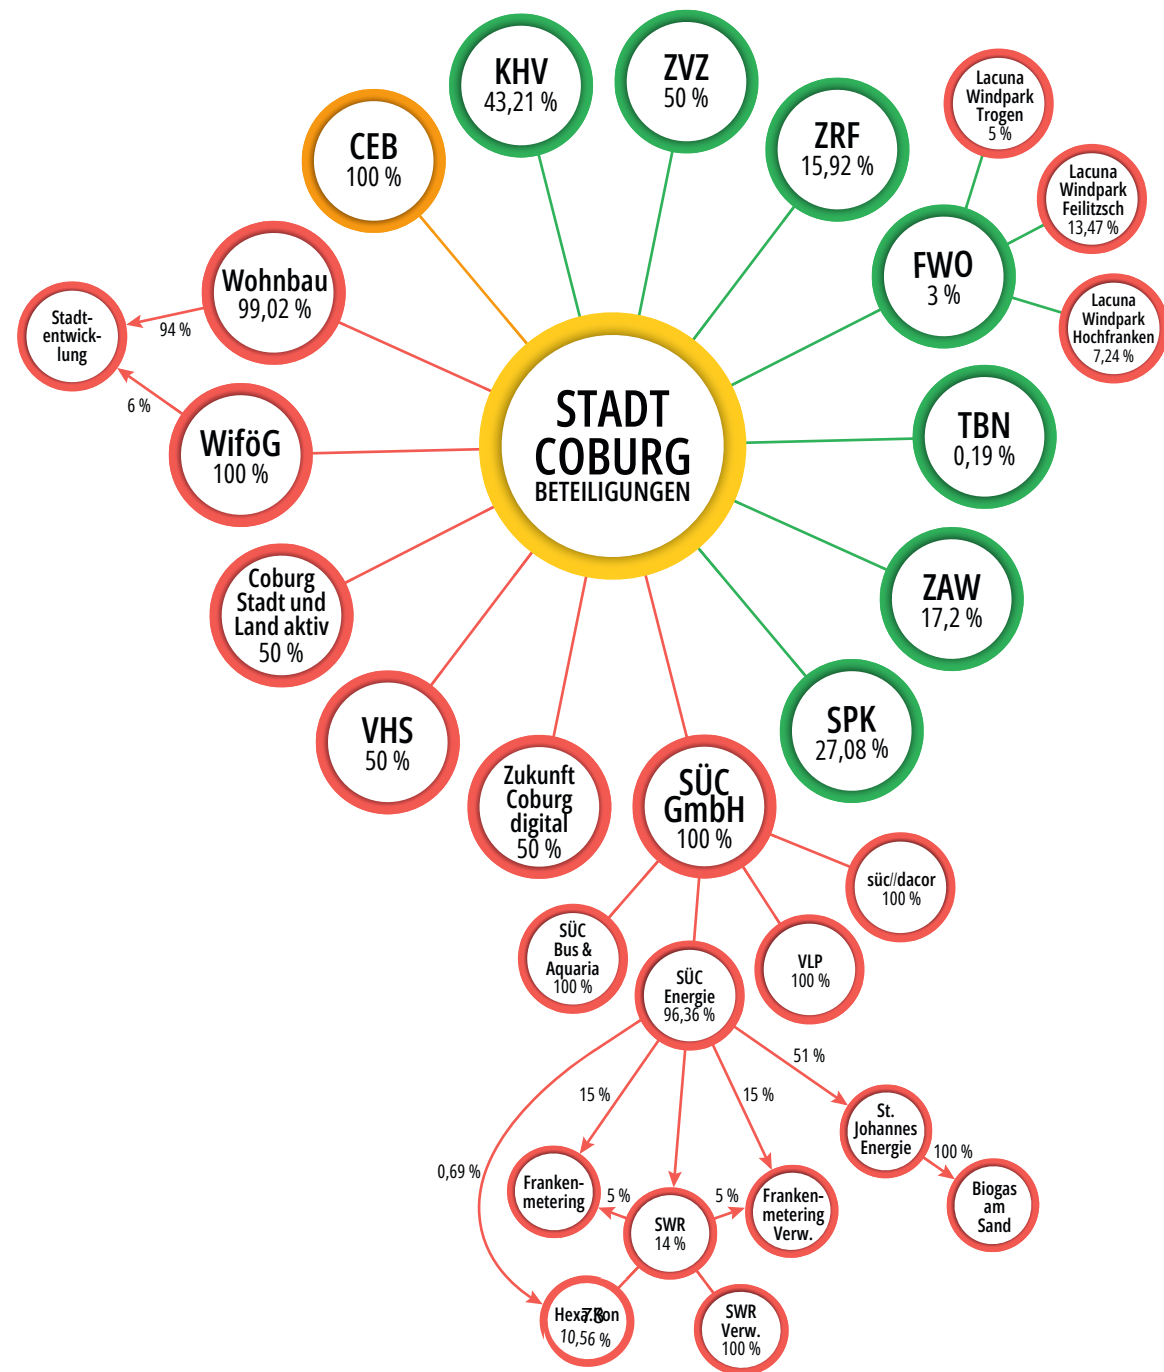 KHV
43,21 %
ZVZ
50 %
ZRF
15,92 %
Lacuna
Windpark
Trogen
5 %
Lacuna
Windpark
Feilitzsch
13,47 %
Lacuna
Windpark
Hochfranken
7,24 %
CEB
100 %
FWO
3 %
Wohnbau
99,02 %
Stadt-
entwick-
lung
94 %
6 %
WiföG
100 %
STADT
COBURG
BETEILIGUNGEN
TBN
0,19 %
ZAW
17,2 %
Coburg
Stadt und
Land aktiv
50 %
VHS
50 %
SPK
27,08 %
Zukunft
Coburg
digital
50 %
SÜC
GmbH
100 %
süc//dacor
100 %
SÜC
Bus &
Aquaria
100 %
SÜC
Energie
96,36 %
VLP
100 %
51 %
15 %
15 %
0,69 %
St.
Johannes
Energie
100 %
Biogas
am
Sand
Franken-
metering
5 %
SWR
14 %
5 %
Franken-
metering
Verw.
Hexa.Kon
10,56 %
SWR
Verw.
100 %